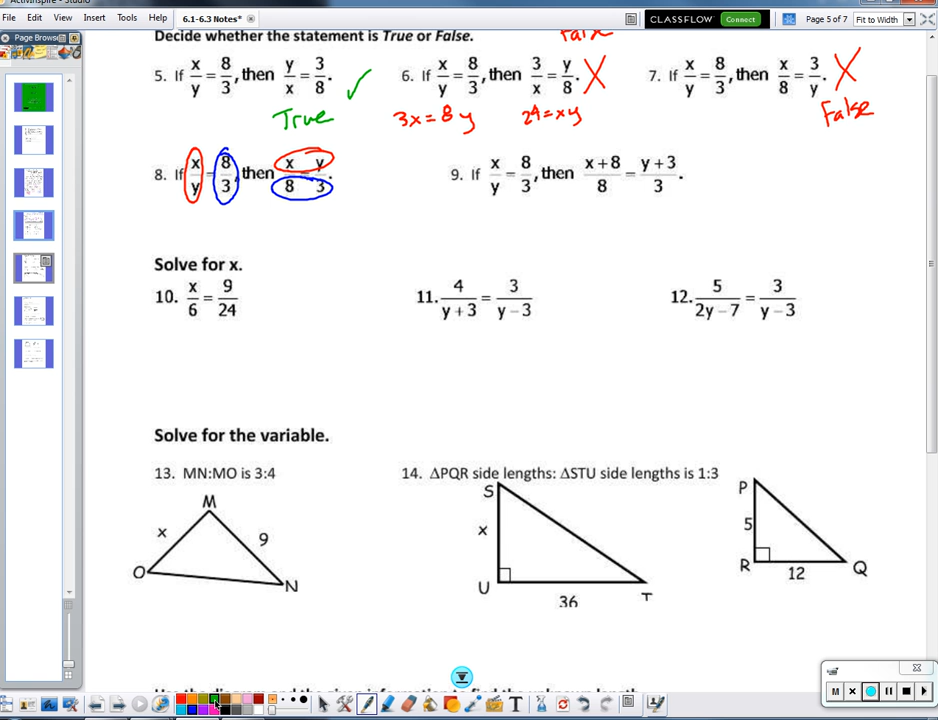 ActivInspire - Studio
File Edit View Insert Tools Help 6.1-6.3 Notes* CLASSFLOW Connect Page 5 of 7 Fit to Width
Page Brows
Decide whether the statement is True or False.
False
5. If x/y = 8/3, then y/x = 3/8.
True
6. If x/y = 8/3, then 3/x = y/8.
3x = 8y 24 = xy
7. If x/y = 8/3, then x/8 = 3/y.
False
8. If x/y = 8/3, then x/8 y/3.
9. If x/y = 8/3, then x+8/8 = y+3/3.
Solve for x.
10. x/6 = 9/24
11. 4/y+3 = 3/y−3
12. 5/2y−7 = 3/y−3
Solve for the variable.
13. MN:MO is 3:4
M
x 9
O N
14. ΔPQR side lengths: ΔSTU side lengths is 1:3
S
x
U T
36
P
5
R Q
12